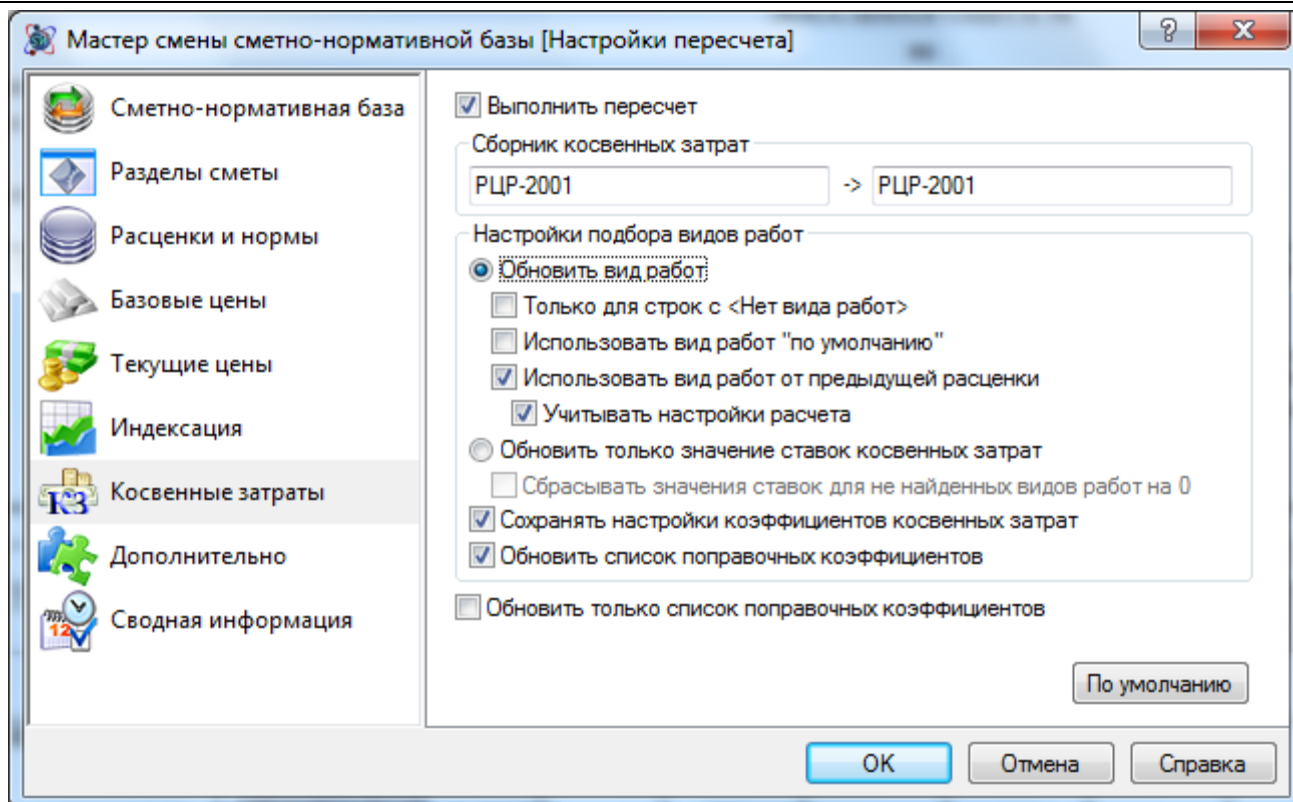 Мастер смены сметно-нормативной базы [Настройки пересчета]
Сметно-нормативная база
Разделы сметы
Расценки и нормы
Базовые цены
Текущие цены
Индексация
Косвенные затраты
Дополнительно
Сводная информация
Выполнить пересчет
Сборник косвенных затрат
РЦР-2001 -> РЦР-2001
Настройки подбора видов работ
Обновить вид работ
Только для строк с <Нет вида работ>
Использовать вид работ "по умолчанию"
Использовать вид работ от предыдущей расценки
Учитывать настройки расчета
Обновить только значение ставок косвенных затрат
Сбрасывать значения ставок для не найденных видов работ на 0
Сохранять настройки коэффициентов косвенных затрат
Обновить список поправочных коэффициентов
Обновить только список поправочных коэффициентов
По умолчанию
OK Отмена Справка